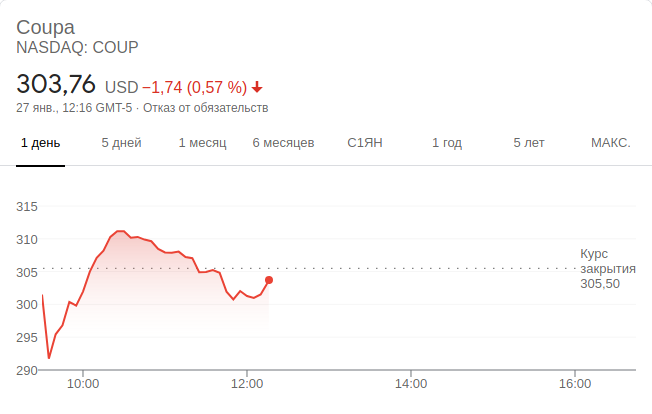 Coupa
NASDAQ: COUP
303,76 USD −1,74 (0,57 %)
27 янв., 12:16 GMT-5 · Отказ от обязательств
1 день 5 дней 1 месяц 6 месяцев С1ЯН 1 год 5 лет МАКС.
315
310
305
300
295
290
Курс
закрытия
305,50
10:00 12:00 14:00 16:00